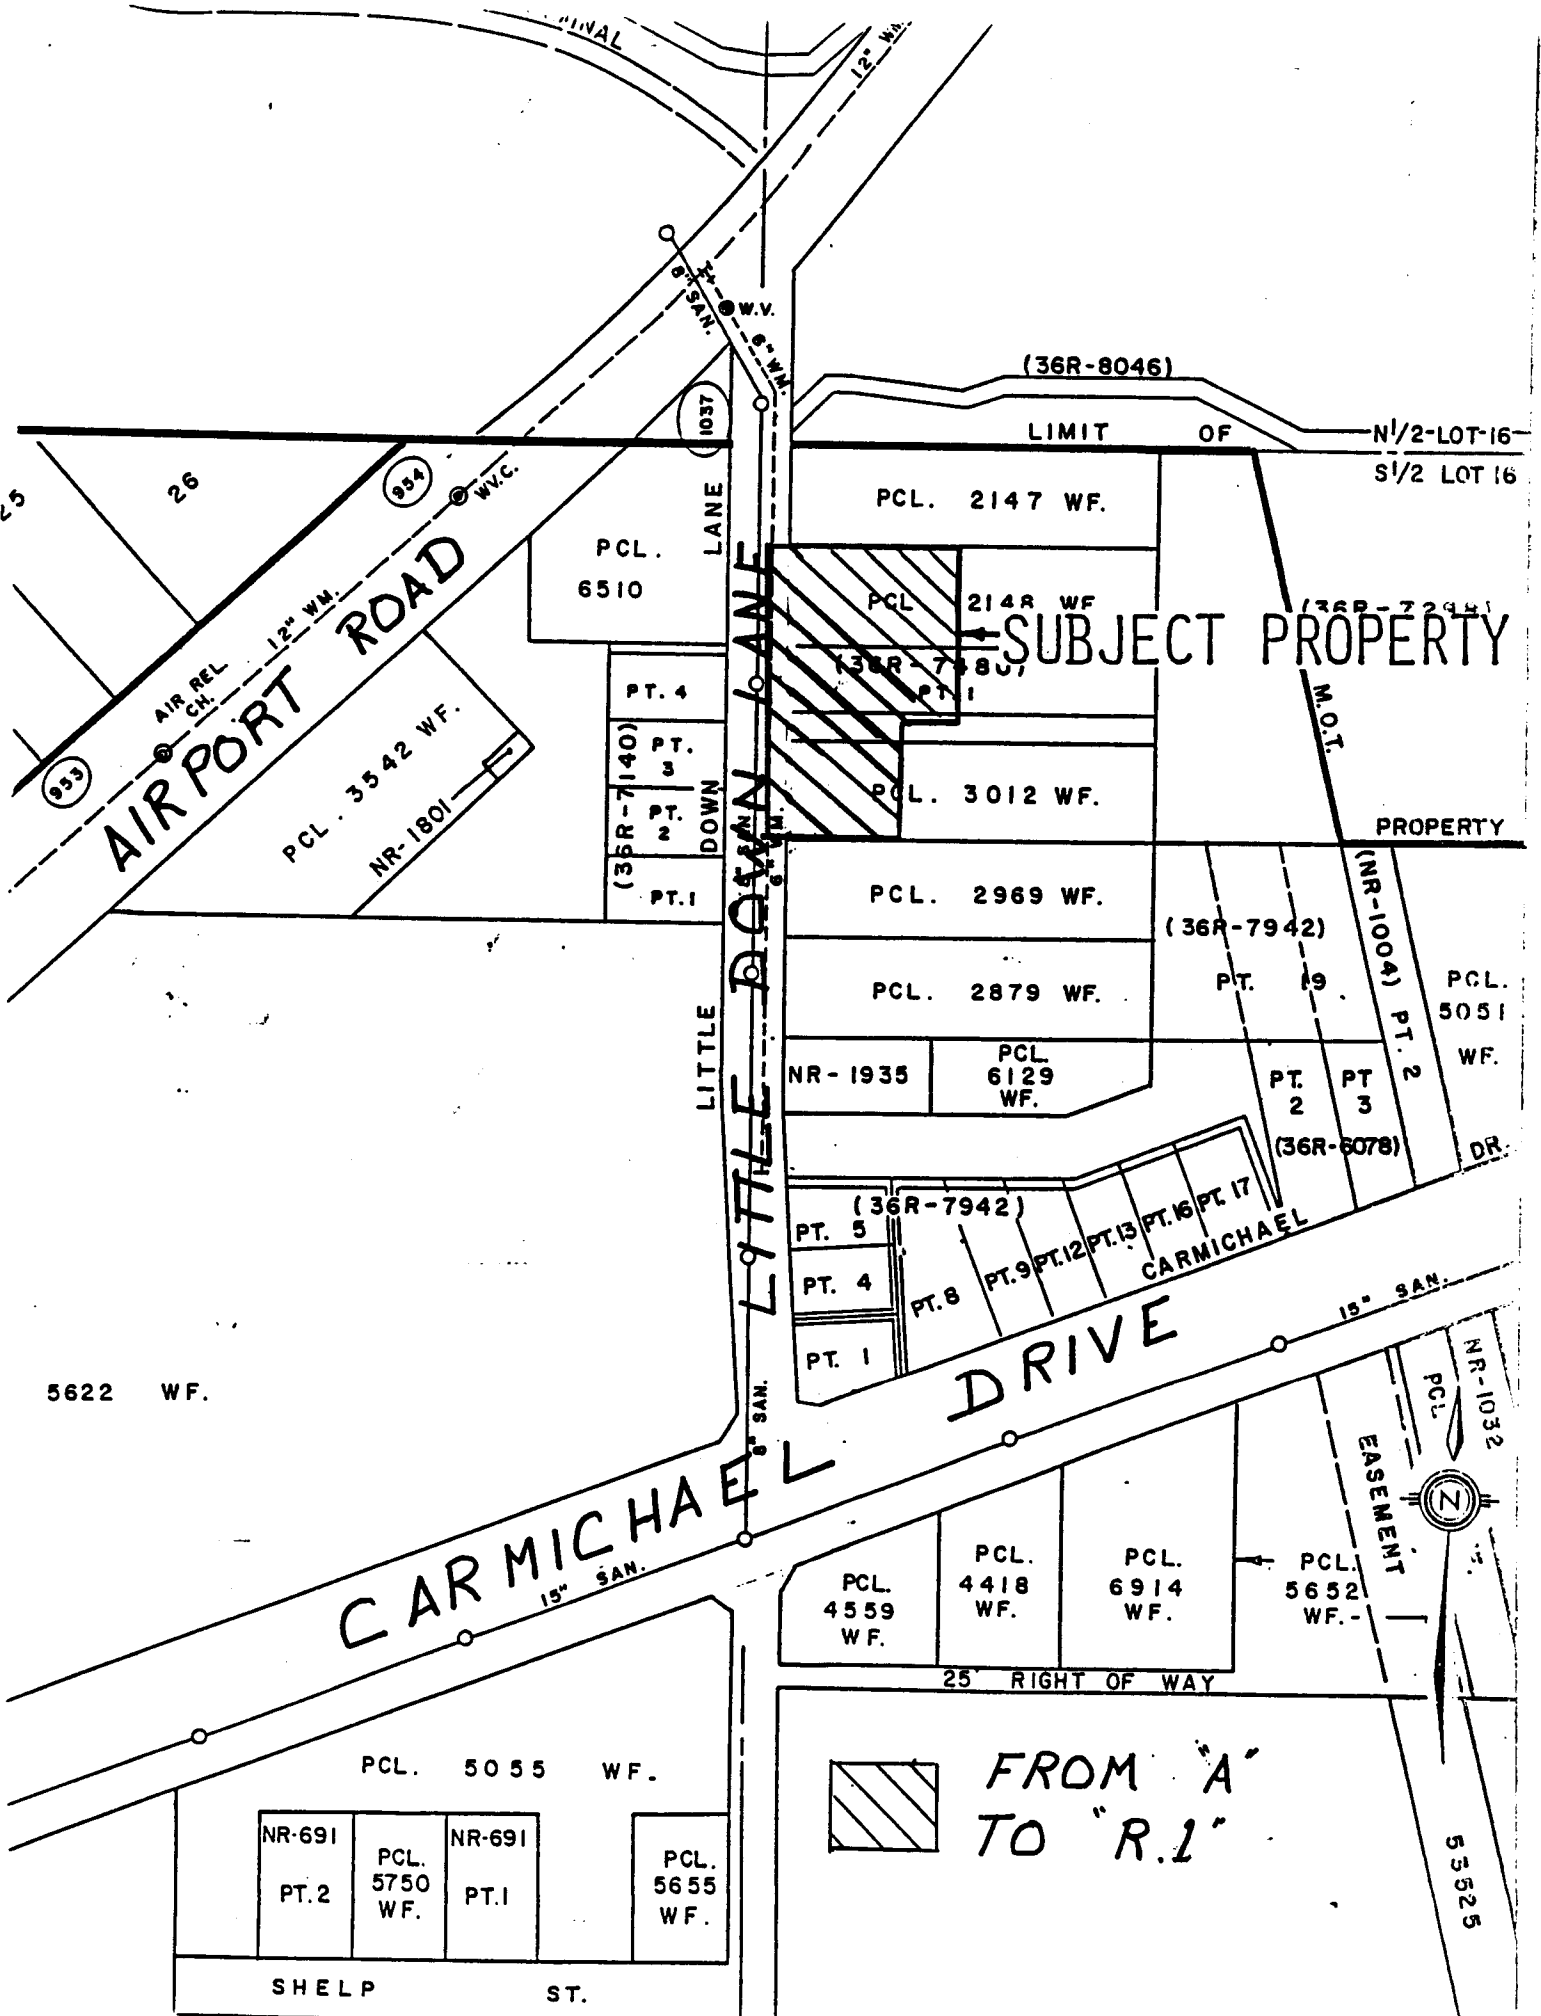 12" WM.
8" SAN.
W.V.
6" WM.
(36R-8046)
1037
LIMIT OF
N1/2-LOT-16
S1/2 LOT 16
25
26
954
WV.C.
LANE
PCL. 2147 WF.
PCL.
6510
PCL 2148 WF
SUBJECT PROPERTY
12" WM.
AIR REL.
CH.
AIRPORT ROAD
PT. 4
PT. 1
M.O.T.
953
PCL. 3542 WF.
NR-1801
(36R-7140)
PT.
3
PT.
2
PT. 1
DOWN
PCL. 3012 WF.
6" WM.
PROPERTY
PCL. 2969 WF.
(36R-7942)
(NR-1004) PT. 2
PCL. 2879 WF.
PT. 19
PCL.
5051
WF.
LITTLE
LITTLE DOWN LANE
NR-1935
PCL.
6129
WF.
PT.
2
PT
3
(36R-6078)
DR.
(36R-7942)
PT. 5
PT. 4
PT. 1
PT. 8
PT. 9
PT. 12
PT. 13
PT. 16
PT. 17
CARMICHAEL
15" SAN.
5622 WF.
8" SAN.
CARMICHAEL DRIVE
15" SAN.
NR-1032
PCL
EASEMENT
N
PCL.
4559
WF.
PCL.
4418
WF.
PCL.
6914
WF.
PCL.
5652
WF.
25' RIGHT OF WAY
PCL. 5055 WF.
FROM "A"
TO "R.1"
NR-691
PT. 2
PCL.
5750
WF.
NR-691
PT. 1
PCL.
5655
WF.
53525
SHELP ST.